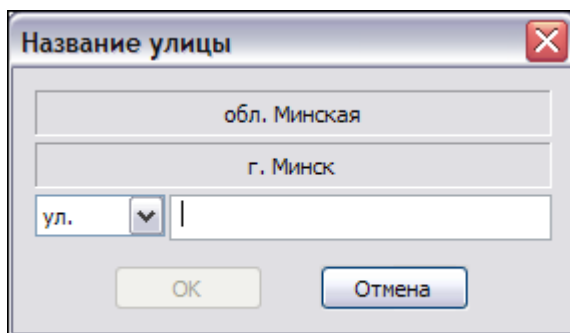 Название улицы
обл. Минская
г. Минск
ул.
OK Отмена